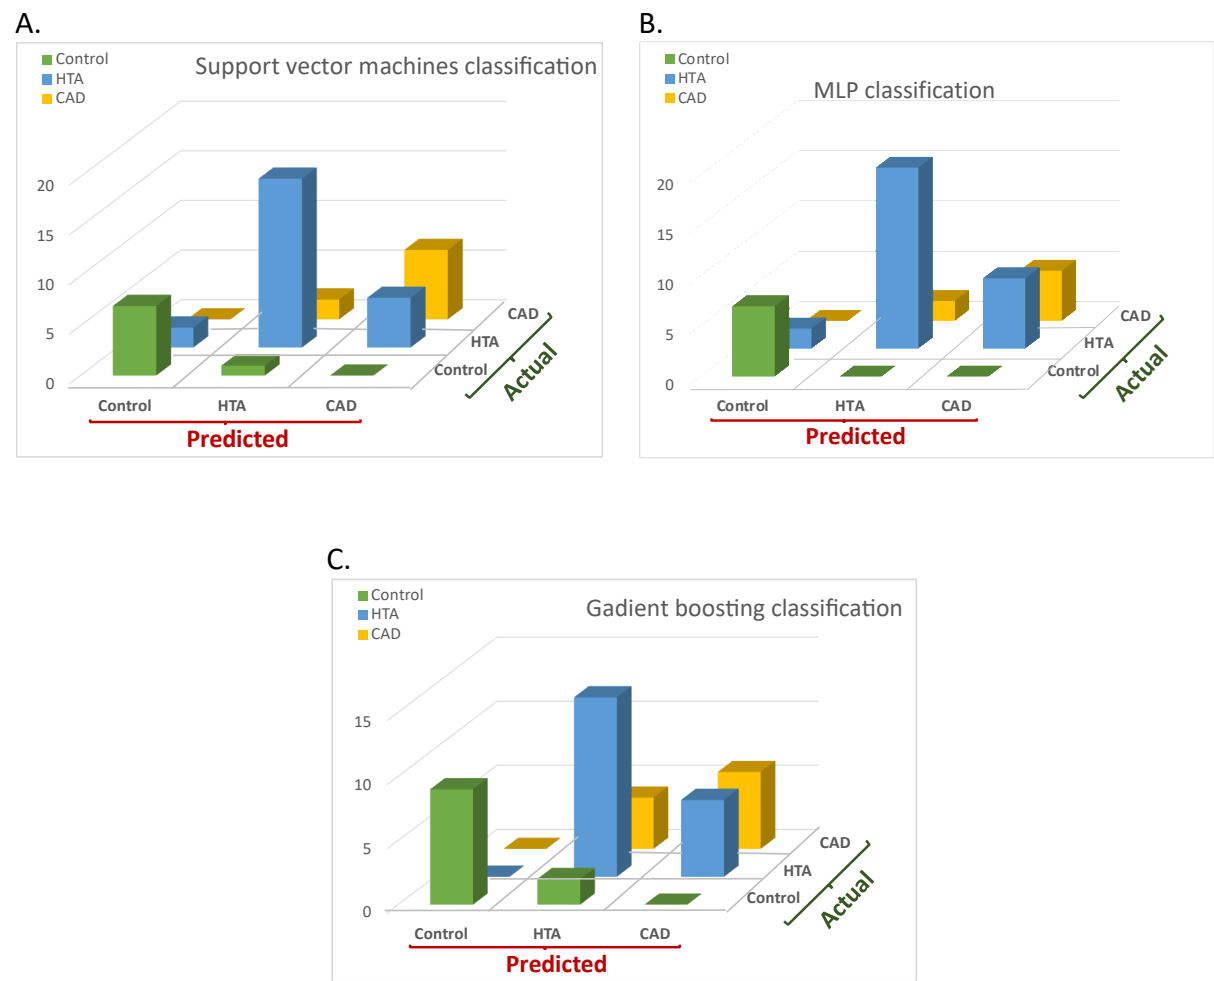 A.
Control
HTA
CAD
Support vector machines classification
20
15
10
5
0
Control HTA CAD
Predicted
CAD
HTA
Control
Actual
B.
Control
HTA
CAD
MLP classification
20
15
10
5
0
Control HTA CAD
Predicted
CAD
HTA
Control
Actual
C.
Control
HTA
CAD
Gadient boosting classification
15
10
5
0
Control HTA CAD
Predicted
CAD
HTA
Control
Actual